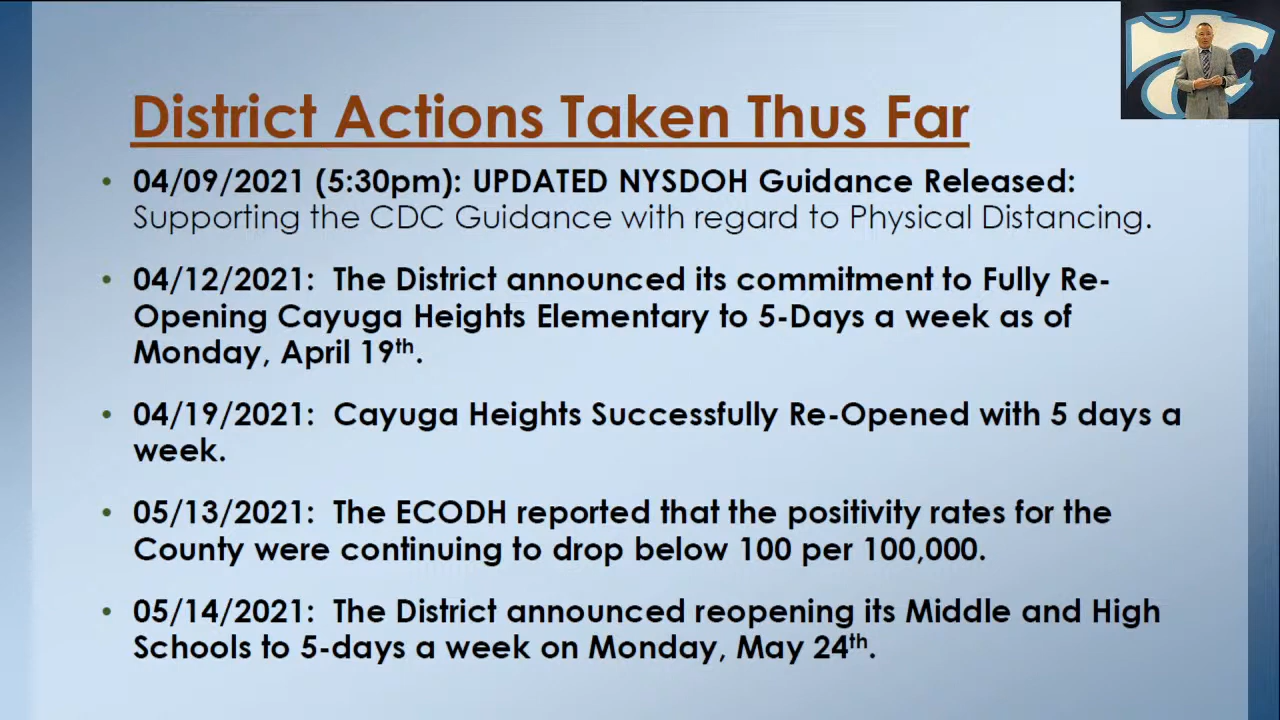 District Actions Taken Thus Far
• 04/09/2021 (5:30pm): UPDATED NYSDOH Guidance Released:
Supporting the CDC Guidance with regard to Physical Distancing.
• 04/12/2021: The District announced its commitment to Fully Re-
Opening Cayuga Heights Elementary to 5-Days a week as of
Monday, April 19th.
• 04/19/2021: Cayuga Heights Successfully Re-Opened with 5 days a
week.
• 05/13/2021: The ECODH reported that the positivity rates for the
County were continuing to drop below 100 per 100,000.
• 05/14/2021: The District announced reopening its Middle and High
Schools to 5-days a week on Monday, May 24th.